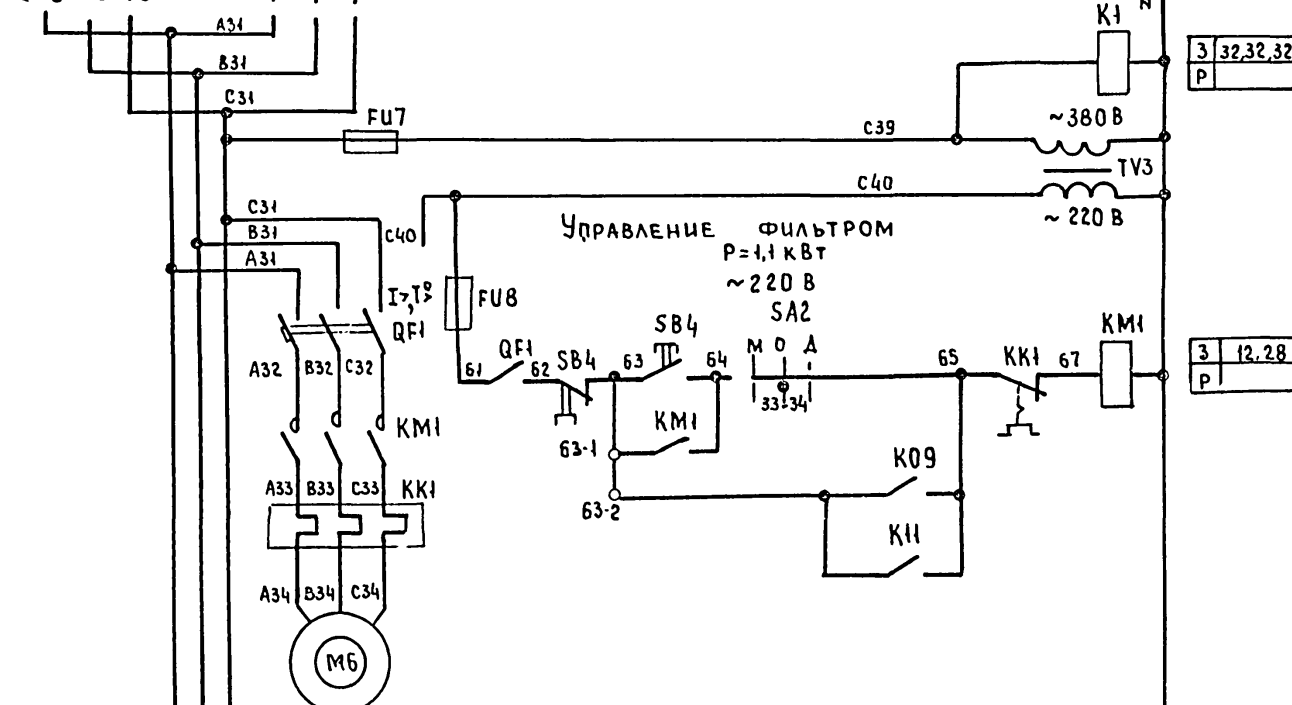 A31
N
K1
B31
З 32,32,32
Р
C31
FU7
C39
~380 В
TV3
C40
~220 В
C31
B31
A31
C40
Управление фильтром
P=1,1 кВт
~220 В
SA2
I>,T°>
QF1
FU8
SB4
М О Д
KM1
З 12,28
Р
QF1
61
62
SB4
63
64
65
KK1
67
33-34
A32 B32 C32
KM1
KM1
63-1
K09
A33 B33 C33
KK1
63-2
K11
A34 B34 C34
M6